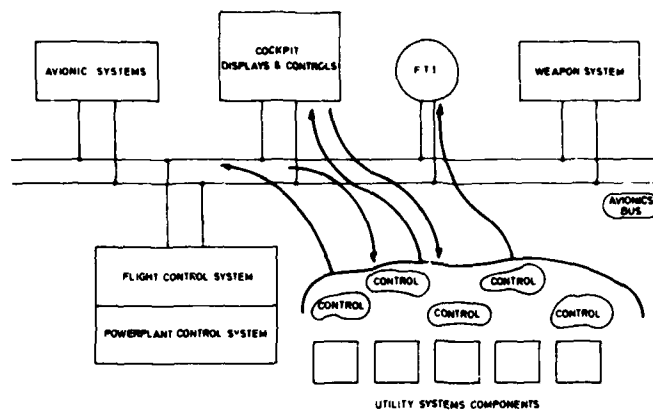 AVIONIC SYSTEMS
COCKPIT
DISPLAYS & CONTROLS
FTI
WEAPON SYSTEM
AVIONICS
BUS
FLIGHT CONTROL SYSTEM
POWERPLANT CONTROL SYSTEM
CONTROL
CONTROL
CONTROL
CONTROL
CONTROL
UTILITY SYSTEMS COMPONENTS